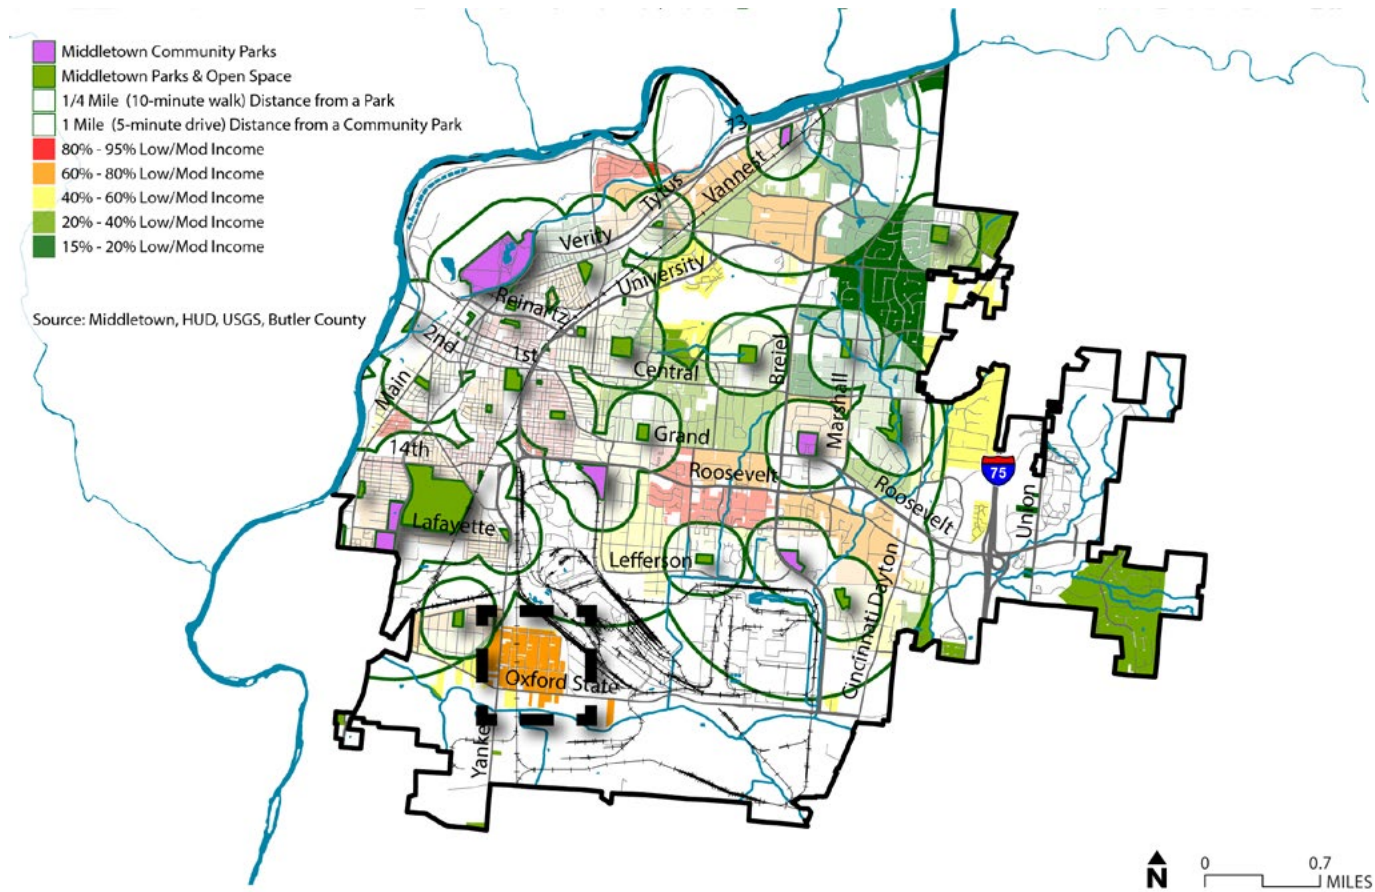 Middletown Community Parks
Middletown Parks & Open Space
1/4 Mile (10-minute walk) Distance from a Park
1 Mile (5-minute drive) Distance from a Community Park
80% - 95% Low/Mod Income
60% - 80% Low/Mod Income
40% - 60% Low/Mod Income
20% - 40% Low/Mod Income
15% - 20% Low/Mod Income
Source: Middletown, HUD, USGS, Butler County
73
Tytus
Vannest
Verity
University
Reinartz
2nd
1st
Central
Breiel
Main
Marshall
Grand
14th
Roosevelt
Roosevelt
75
Union
Lafayette
Lefferson
Cincinnati Dayton
Oxford State
Yankee
N
0 0.7
MILES